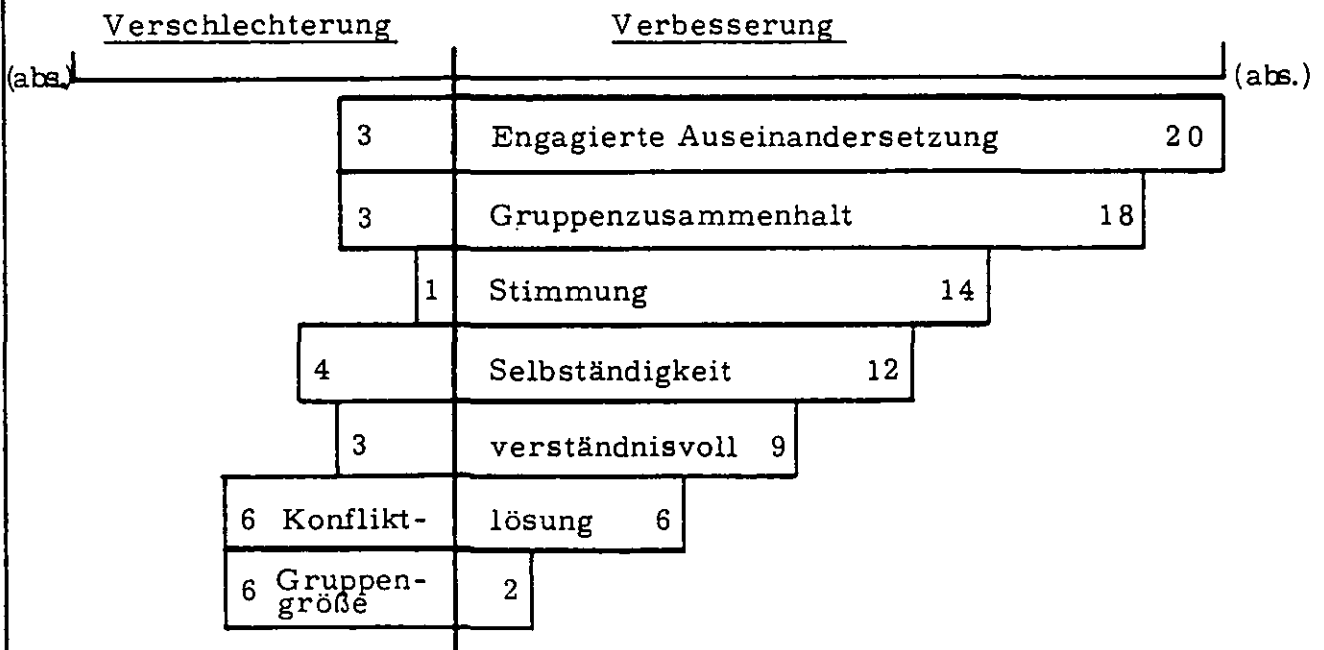 Verschlechterung Verbesserung
(abs.) (abs.)
3 Engagierte Auseinandersetzung 20
3 Gruppenzusammenhalt 18
1 Stimmung 14
4 Selbständigkeit 12
3 verständnisvoll 9
6 Konflikt- lösung 6
6 Gruppen- 2
größe